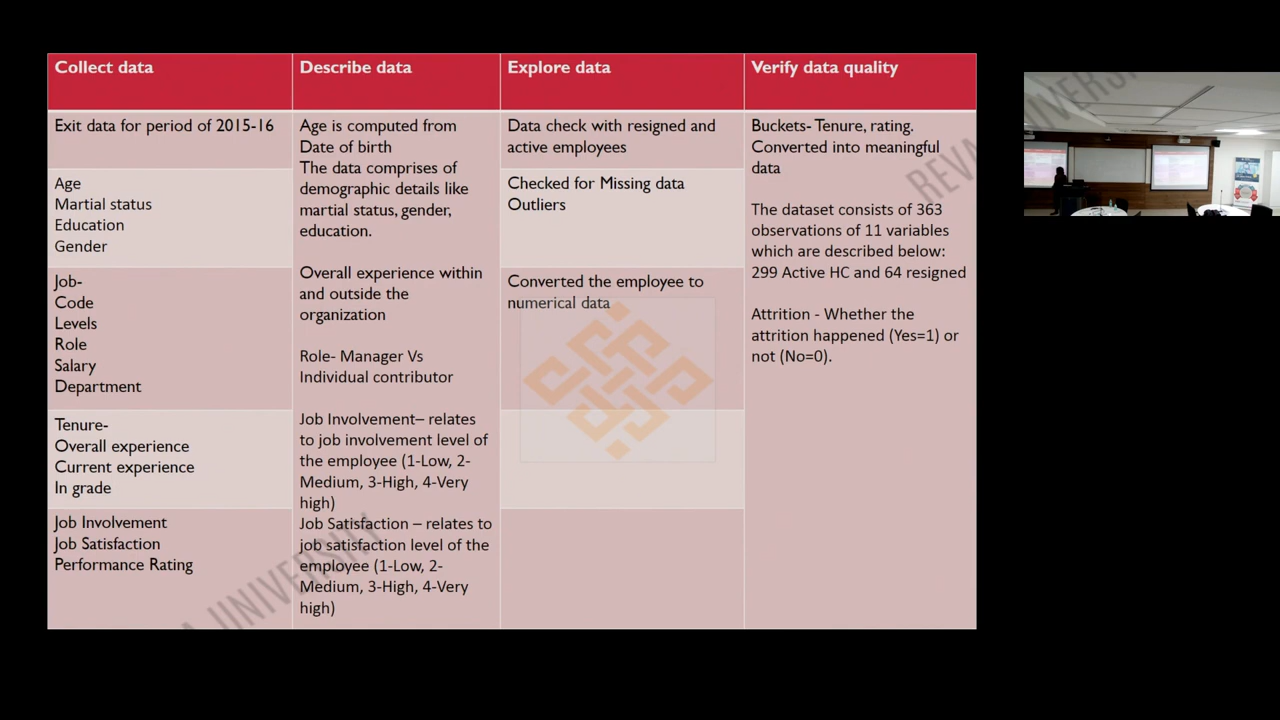 Collect data
Describe data
Explore data
Verify data quality
Exit data for period of 2015-16
Age
Martial status
Education
Gender
Job-
Code
Levels
Role
Salary
Department
Tenure-
Overall experience
Current experience
In grade
Job Involvement
Job Satisfaction
Performance Rating
Age is computed from
Date of birth
The data comprises of
demographic details like
martial status, gender,
education.
Overall experience within
and outside the
organization
Role- Manager Vs
Individual contributor
Job Involvement– relates
to job involvement level of
the employee (1-Low, 2-
Medium, 3-High, 4-Very
high)
Job Satisfaction – relates to
job satisfaction level of the
employee (1-Low, 2-
Medium, 3-High, 4-Very
high)
Data check with resigned and
active employees
Checked for Missing data
Outliers
Converted the employee to
numerical data
Buckets- Tenure, rating.
Converted into meaningful
data
The dataset consists of 363
observations of 11 variables
which are described below:
299 Active HC and 64 resigned
Attrition - Whether the
attrition happened (Yes=1) or
not (No=0).
A UNIVERSITY
REVA UNIVERSITY